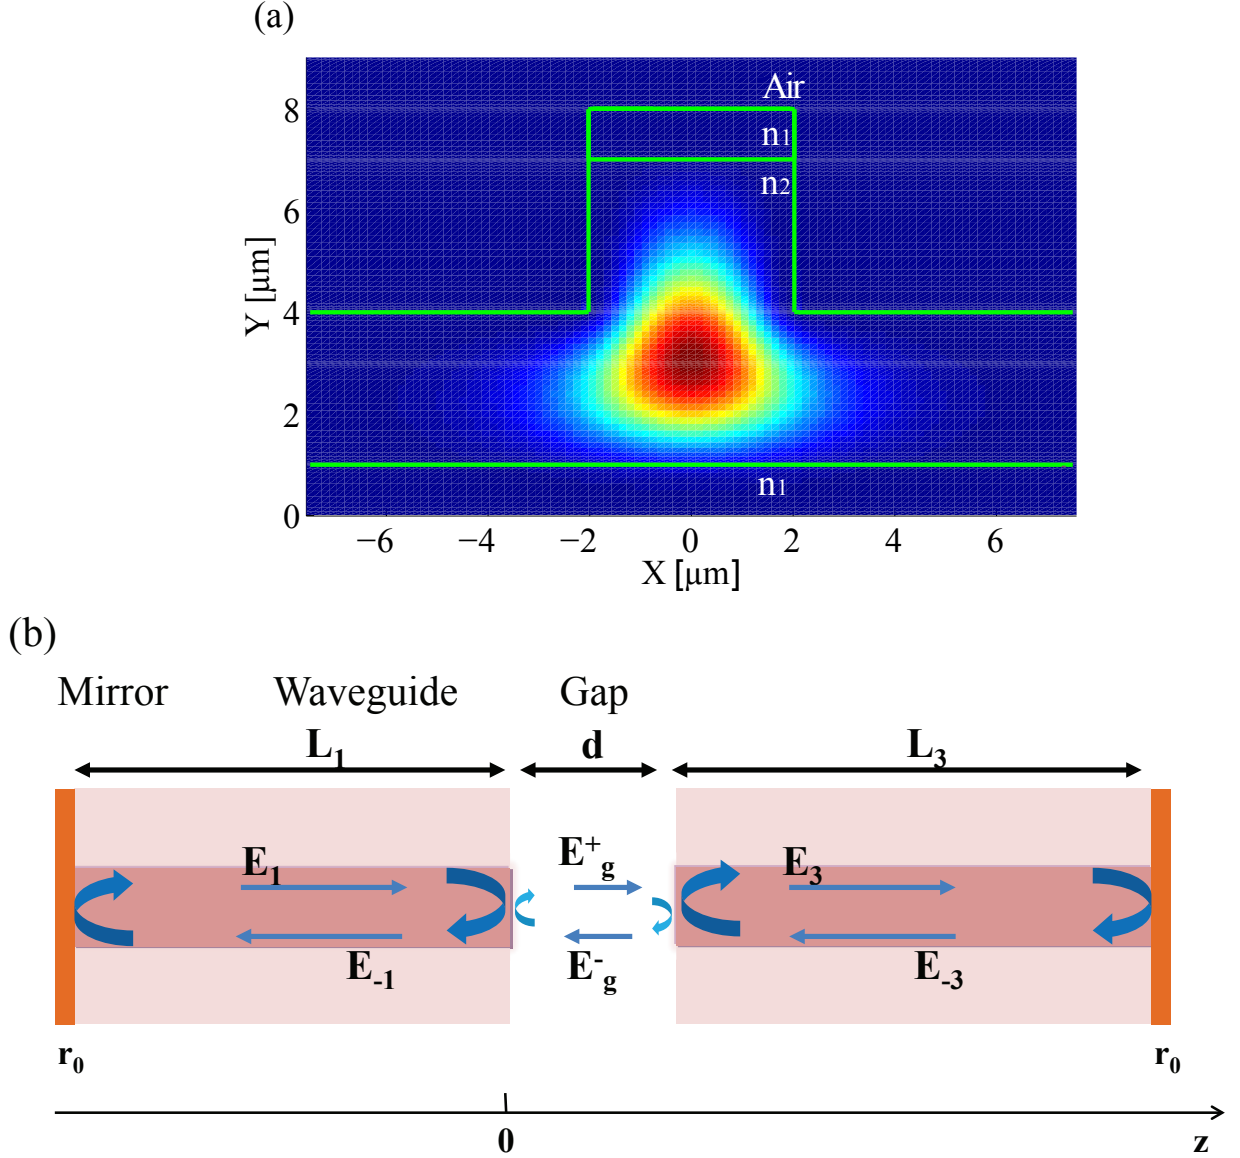 (a)
Air
n1
n2
n1
8
6
4
2
0
Y [μm]
−6 −4 −2 0 2 4 6
X [μm]
(b)
Mirror Waveguide Gap
L1 d L3
E1 E+g E3
E-1 E-g E-3
r0 r0
0 z